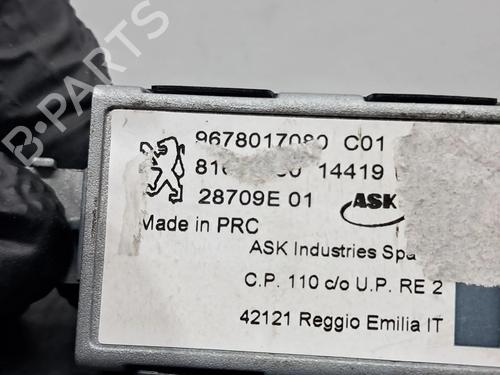 B-PARTS
9678017080 C01
14419
28709E 01 ASK
Made in PRC
ASK Industries Spa
C.P. 110 c/o U.P. RE 2
42121 Reggio Emilia IT